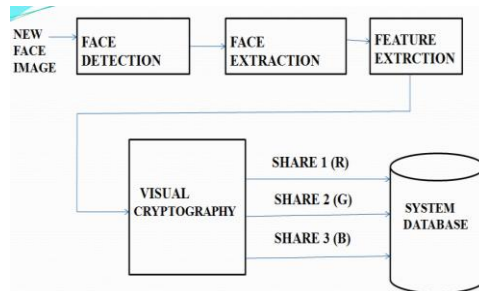 NEW
FACE
IMAGE
FACE
DETECTION
FACE
EXTRACTION
FEATURE
EXTRCTION
VISUAL
CRYPTOGRAPHY
SHARE 1 (R)
SHARE 2 (G)
SHARE 3 (B)
SYSTEM
DATABASE